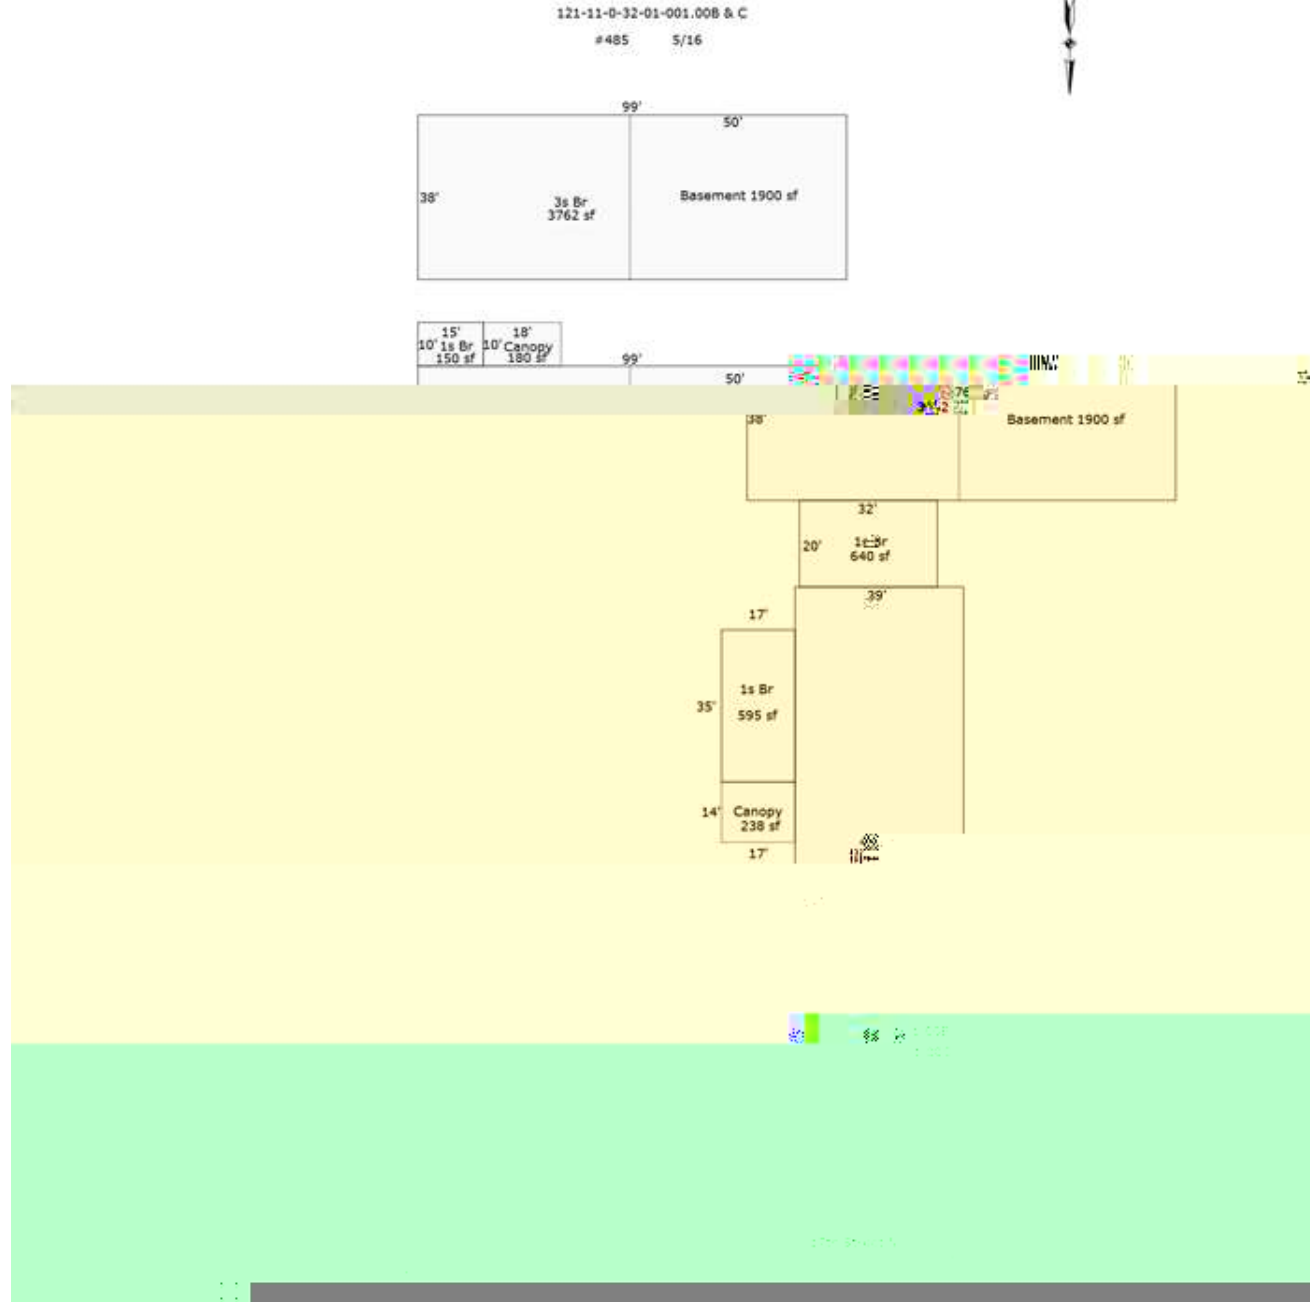 121-11-0-32-01-001.00B & C
#485 5/16
99'
50'
38'
3s Br
3762 sf
Basement 1900 sf
15'
10' 1s Br
150 sf
18'
10' Canopy
180 sf
99'
50'
38'
Basement 1900 sf
32'
20'
640 sf
39'
17'
35'
1s Br
595 sf
14'
Canopy
238 sf
17'